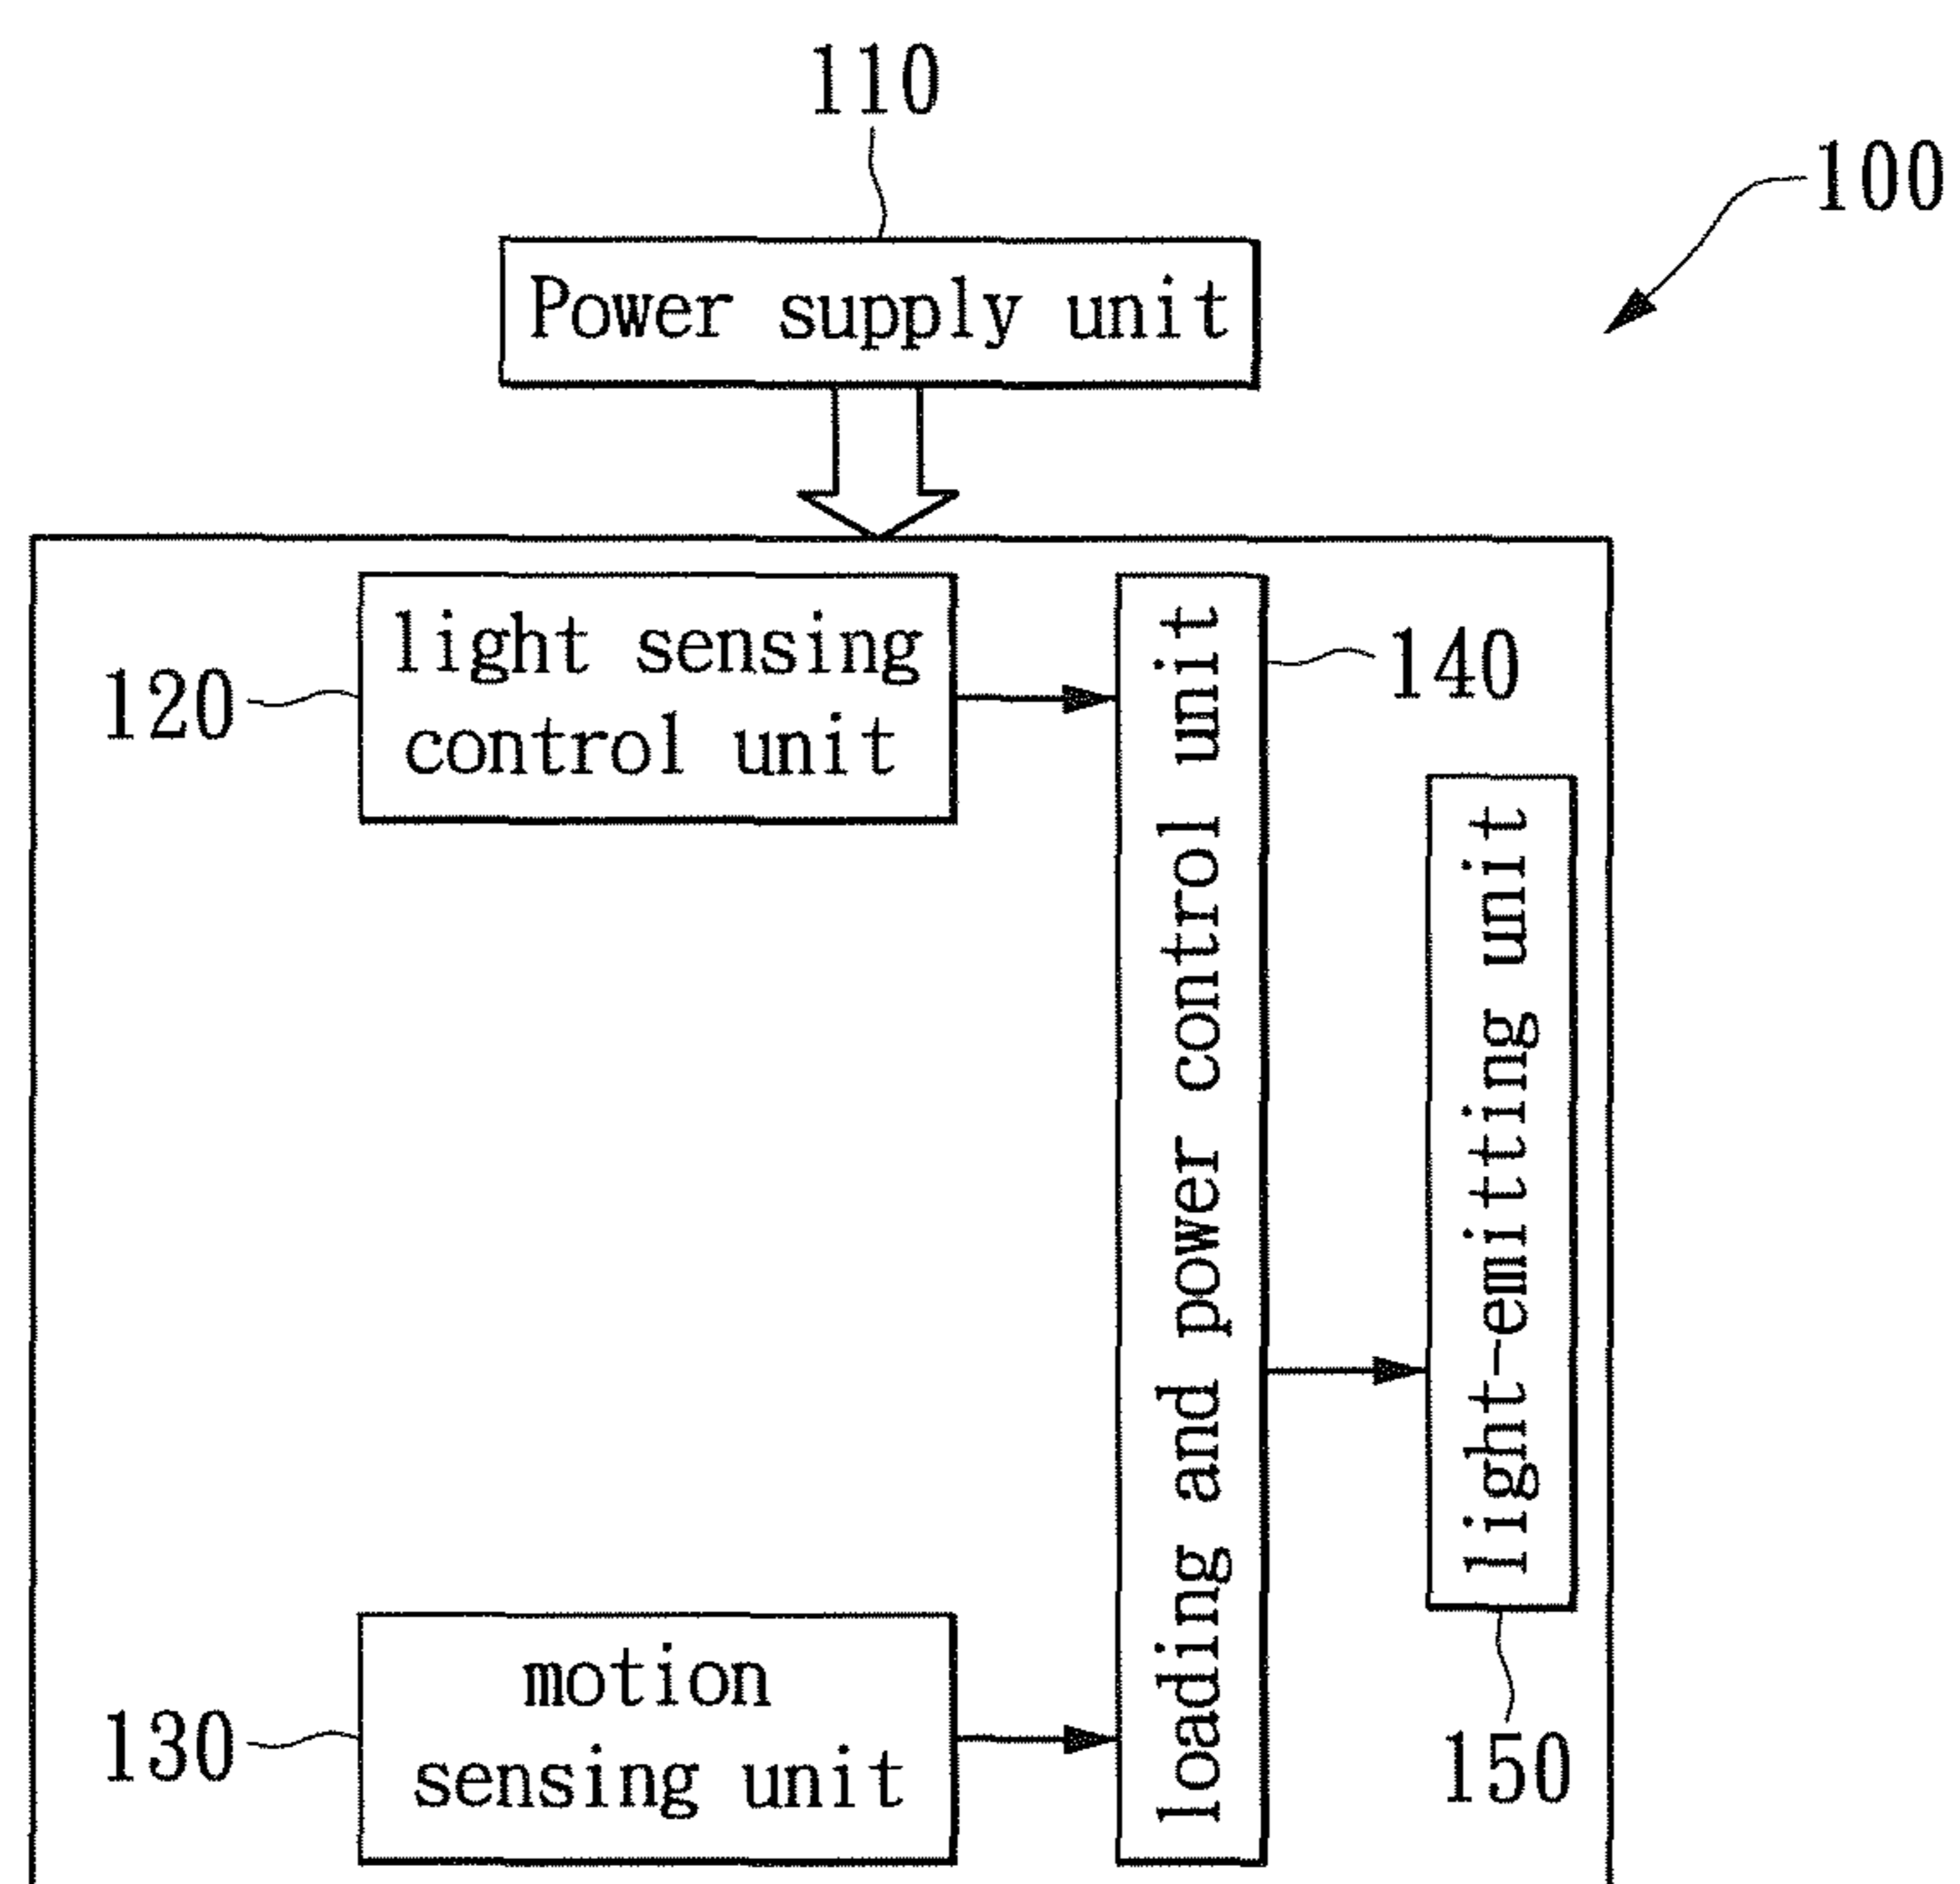 110
100
Power supply unit
light sensing
control unit
120
140
loading and power control unit
light-emitting unit
motion
sensing unit
130
150